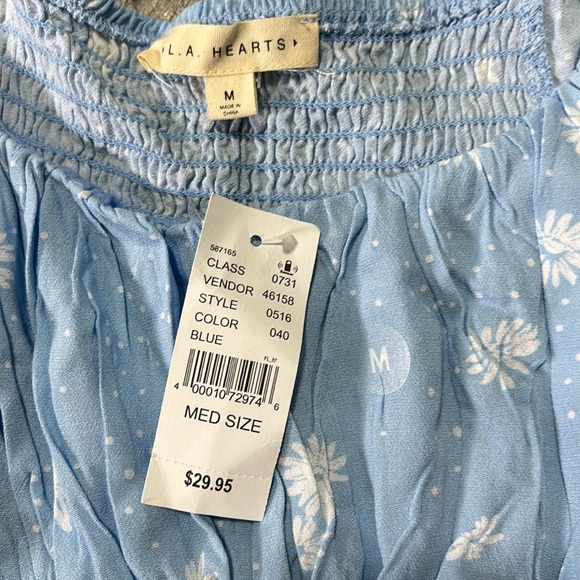 L.A. HEARTS
M
MADE IN
CHINA
587165
CLASS 0731
VENDOR 46158
STYLE 0516
COLOR 040
BLUE
FL_67
4 00010 72974 6
MED SIZE
$29.95
M